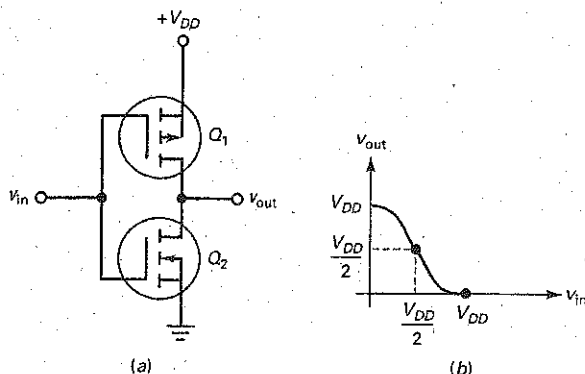 +V_DD
Q_1
v_in
v_out
Q_2
(a)
v_out
V_DD
V_DD/2
v_in
V_DD/2
V_DD
(b)